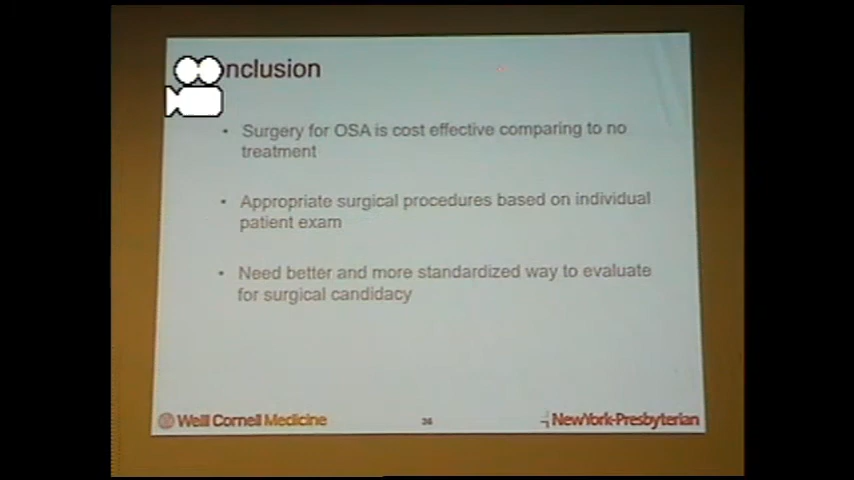 nclusion
• Surgery for OSA is cost effective comparing to no
treatment
• Appropriate surgical procedures based on individual
patient exam
• Need better and more standardized way to evaluate
for surgical candidacy
Weill Cornell Medicine
36
NewYork-Presbyterian